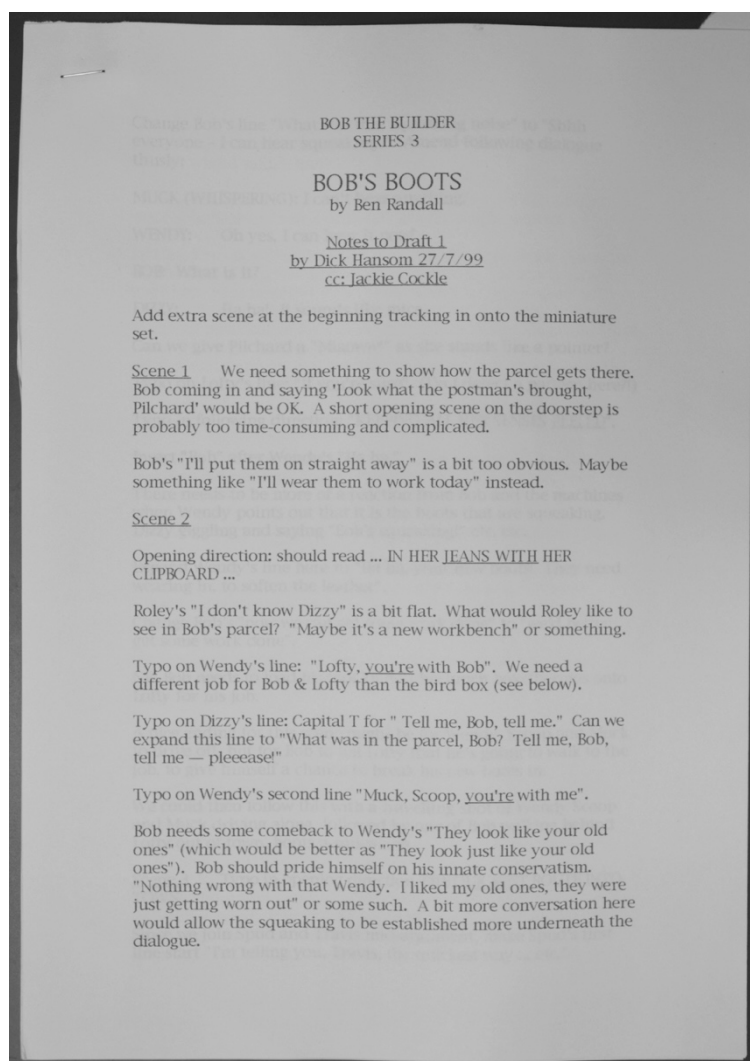 BOB THE BUILDER
SERIES 3
BOB'S BOOTS
by Ben Randall
Notes to Draft 1
by Dick Hansom 27/7/99
cc: Jackie Cockle
Add extra scene at the beginning tracking in onto the miniature
set.
Scene 1 We need something to show how the parcel gets there.
Bob coming in and saying 'Look what the postman's brought,
Pilchard' would be OK. A short opening scene on the doorstep is
probably too time-consuming and complicated.
Bob's "I'll put them on straight away" is a bit too obvious. Maybe
something like "I'll wear them to work today" instead.
Scene 2
Opening direction: should read ... IN HER JEANS WITH HER
CLIPBOARD ...
Roley's "I don't know Dizzy" is a bit flat. What would Roley like to
see in Bob's parcel? "Maybe it's a new workbench" or something.
Typo on Wendy's line: "Lofty, you're with Bob". We need a
different job for Bob & Lofty than the bird box (see below).
Typo on Dizzy's line: Capital T for " Tell me, Bob, tell me." Can we
expand this line to "What was in the parcel, Bob? Tell me, Bob,
tell me — pleeease!"
Typo on Wendy's second line "Muck, Scoop, you're with me".
Bob needs some comeback to Wendy's "They look like your old
ones" (which would be better as "They look just like your old
ones"). Bob should pride himself on his innate conservatism.
"Nothing wrong with that Wendy. I liked my old ones, they were
just getting worn out" or some such. A bit more conversation here
would allow the squeaking to be established more underneath the
dialogue.